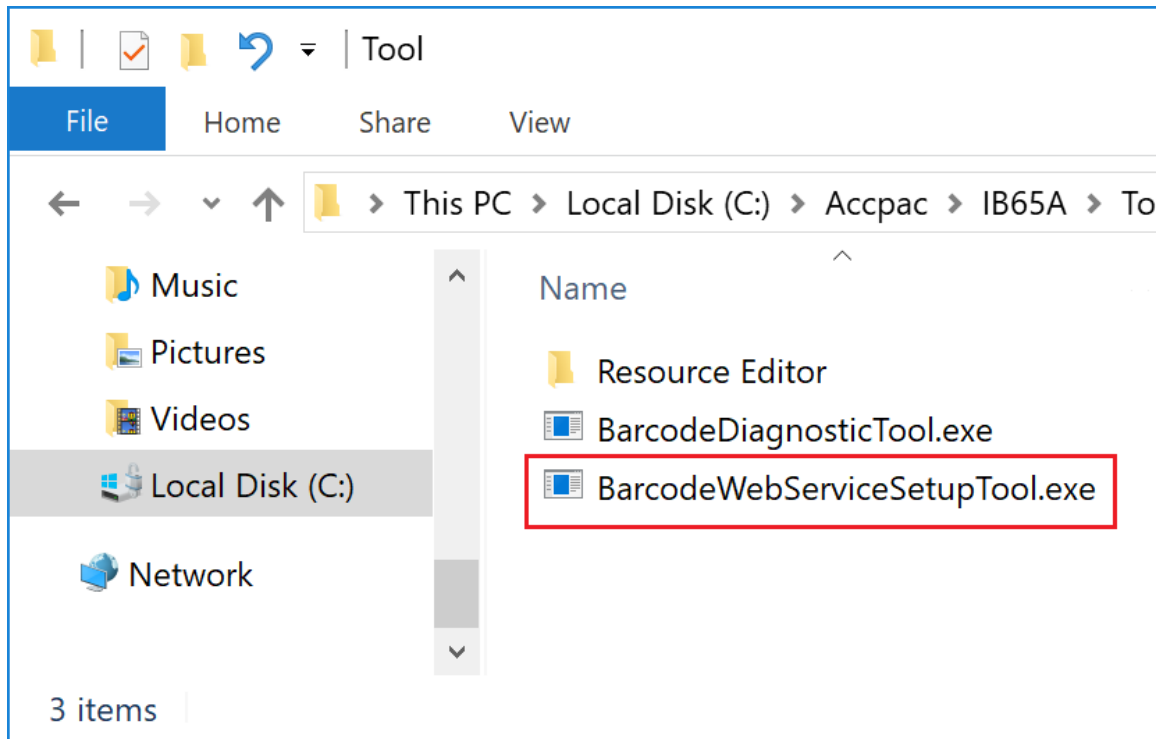 Tool
File Home Share View
This PC > Local Disk (C:) > Accpac > IB65A > To
Name
Music
Pictures
Videos
Local Disk (C:)
Network
Resource Editor
BarcodeDiagnosticTool.exe
BarcodeWebServiceSetupTool.exe
3 items